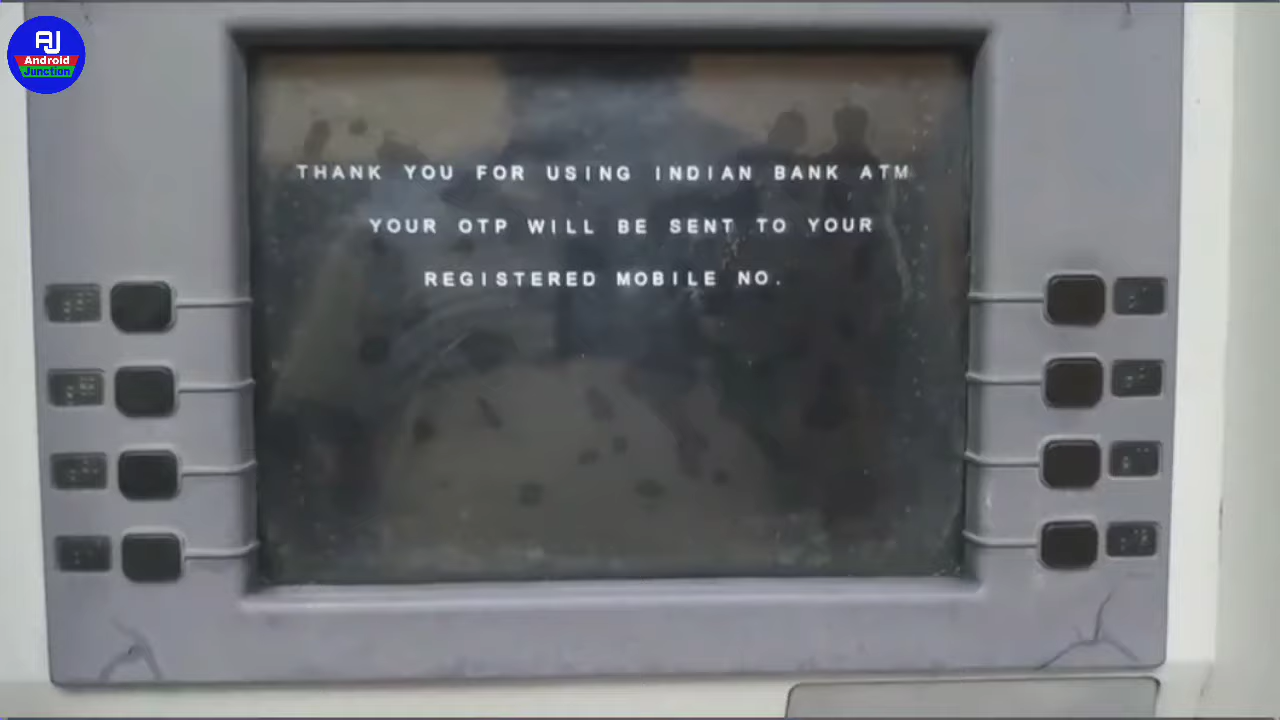 AJ
Android
Junction
THANK YOU FOR USING INDIAN BANK ATM
YOUR OTP WILL BE SENT TO YOUR
REGISTERED MOBILE NO.